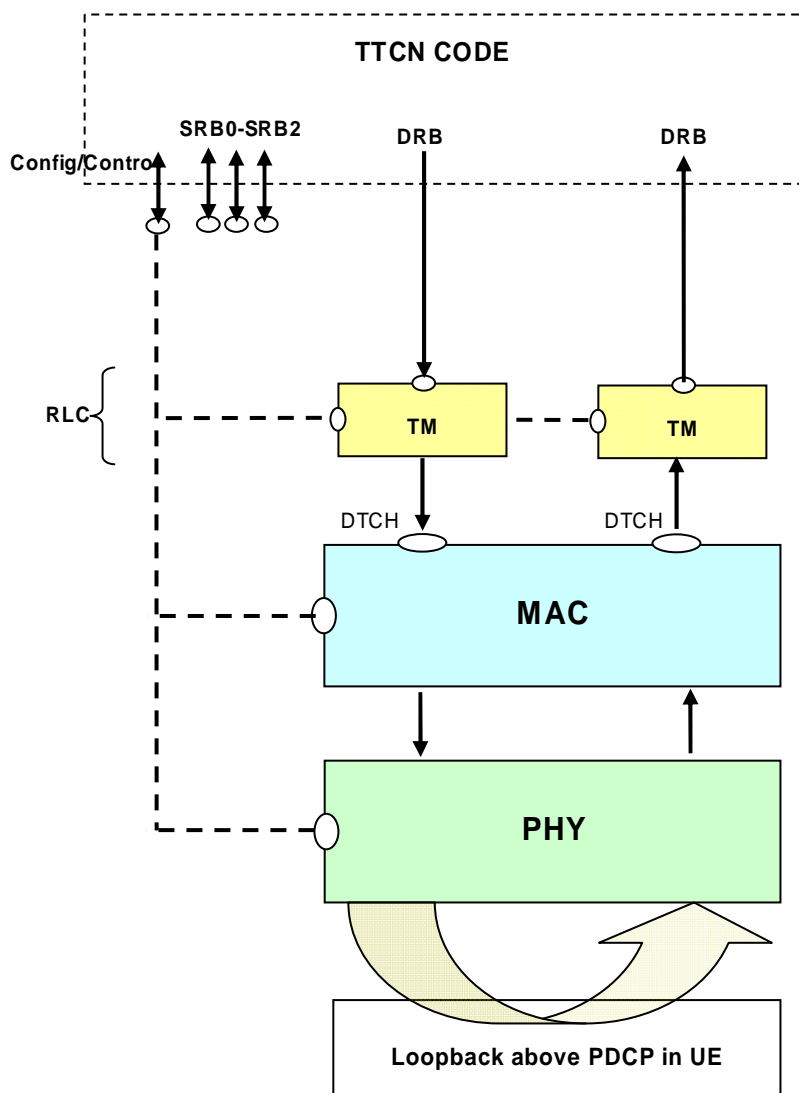 TTCN CODE
SRB0-SRB2
DRB
DRB
Config/Contro
RLC
TM
TM
DTCH
DTCH
MAC
PHY
Loopback above PDCP in UE